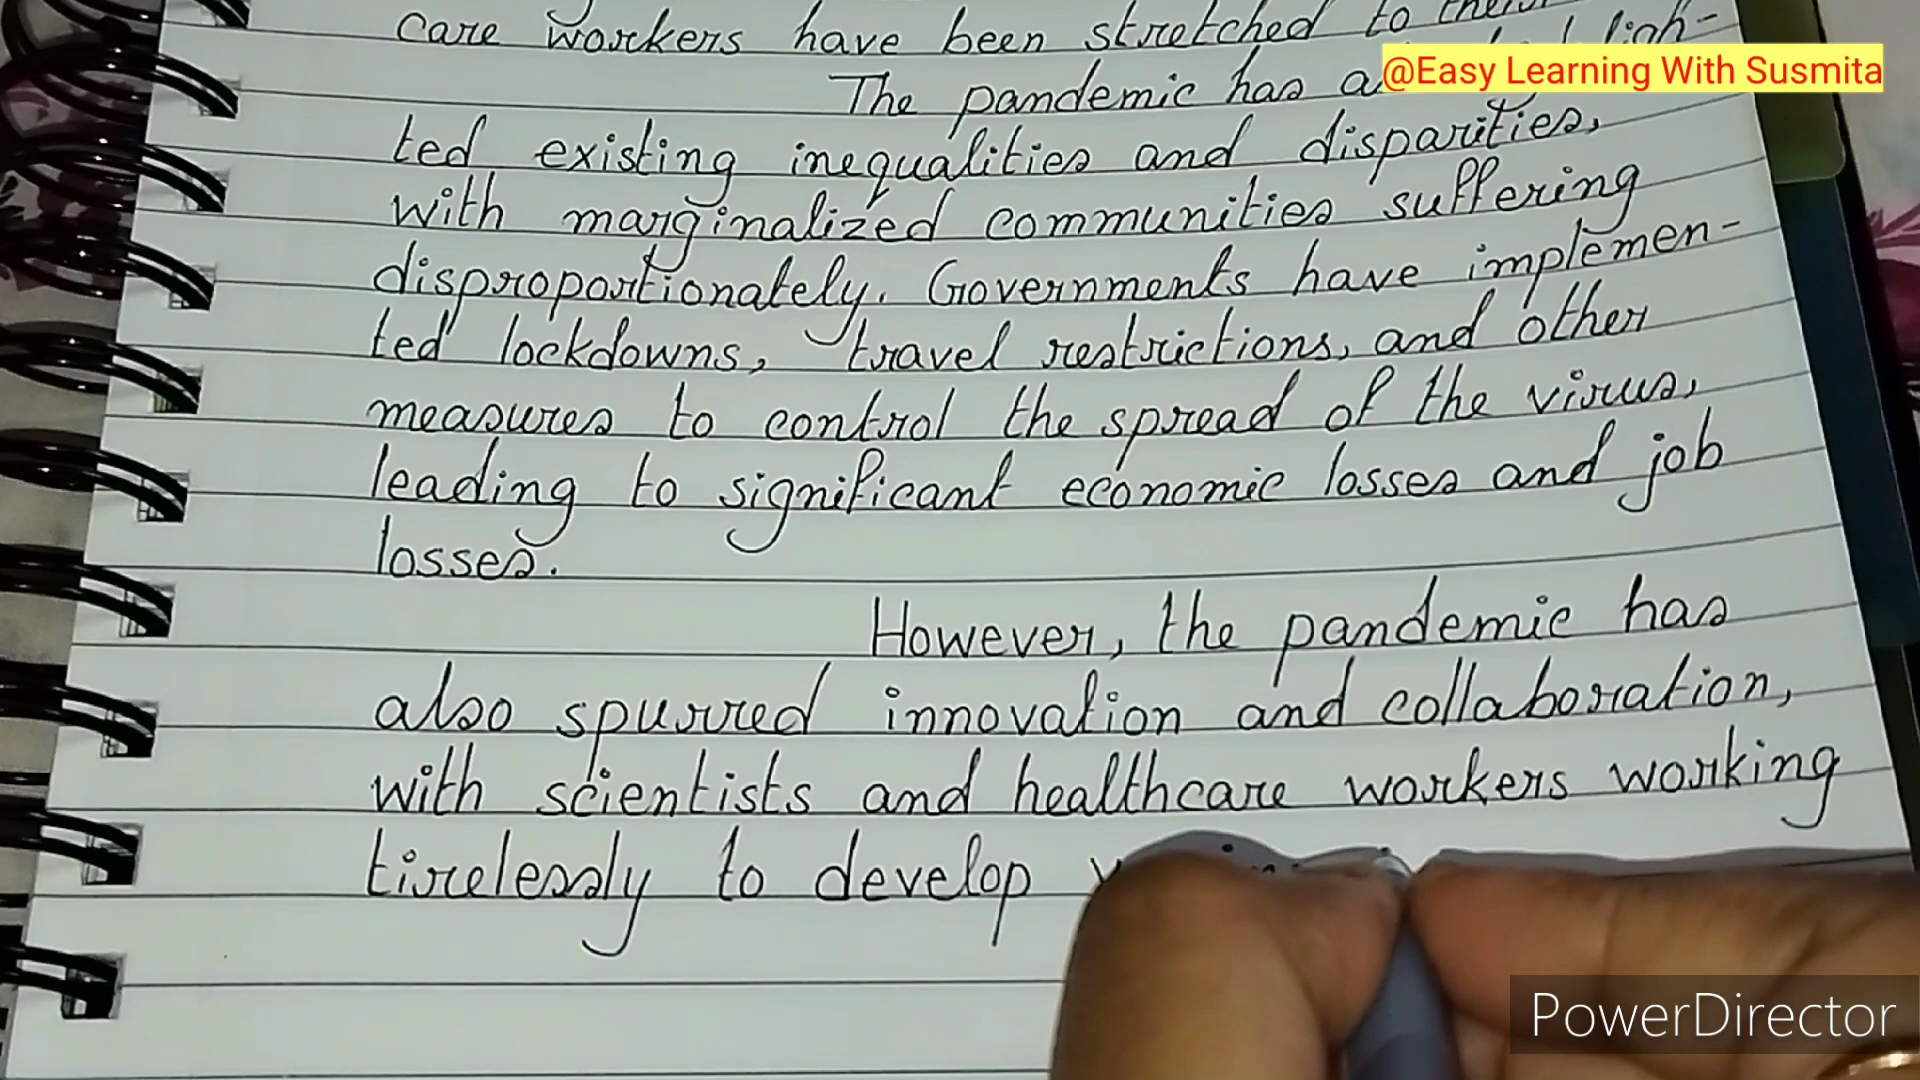 care workers have been stretched to their
@Easy Learning With Susmita
The pandemic has high-
ted existing inequalities and disparities,
with marginalized communities suffering
disproportionately. Governments have implemen-
ted lockdowns, travel restrictions, and other
measures to control the spread of the virus,
leading to significant economic losses and job
losses.
However, the pandemic has
also spurred innovation and collaboration,
with scientists and healthcare workers working
tirelessly to develop
PowerDirector